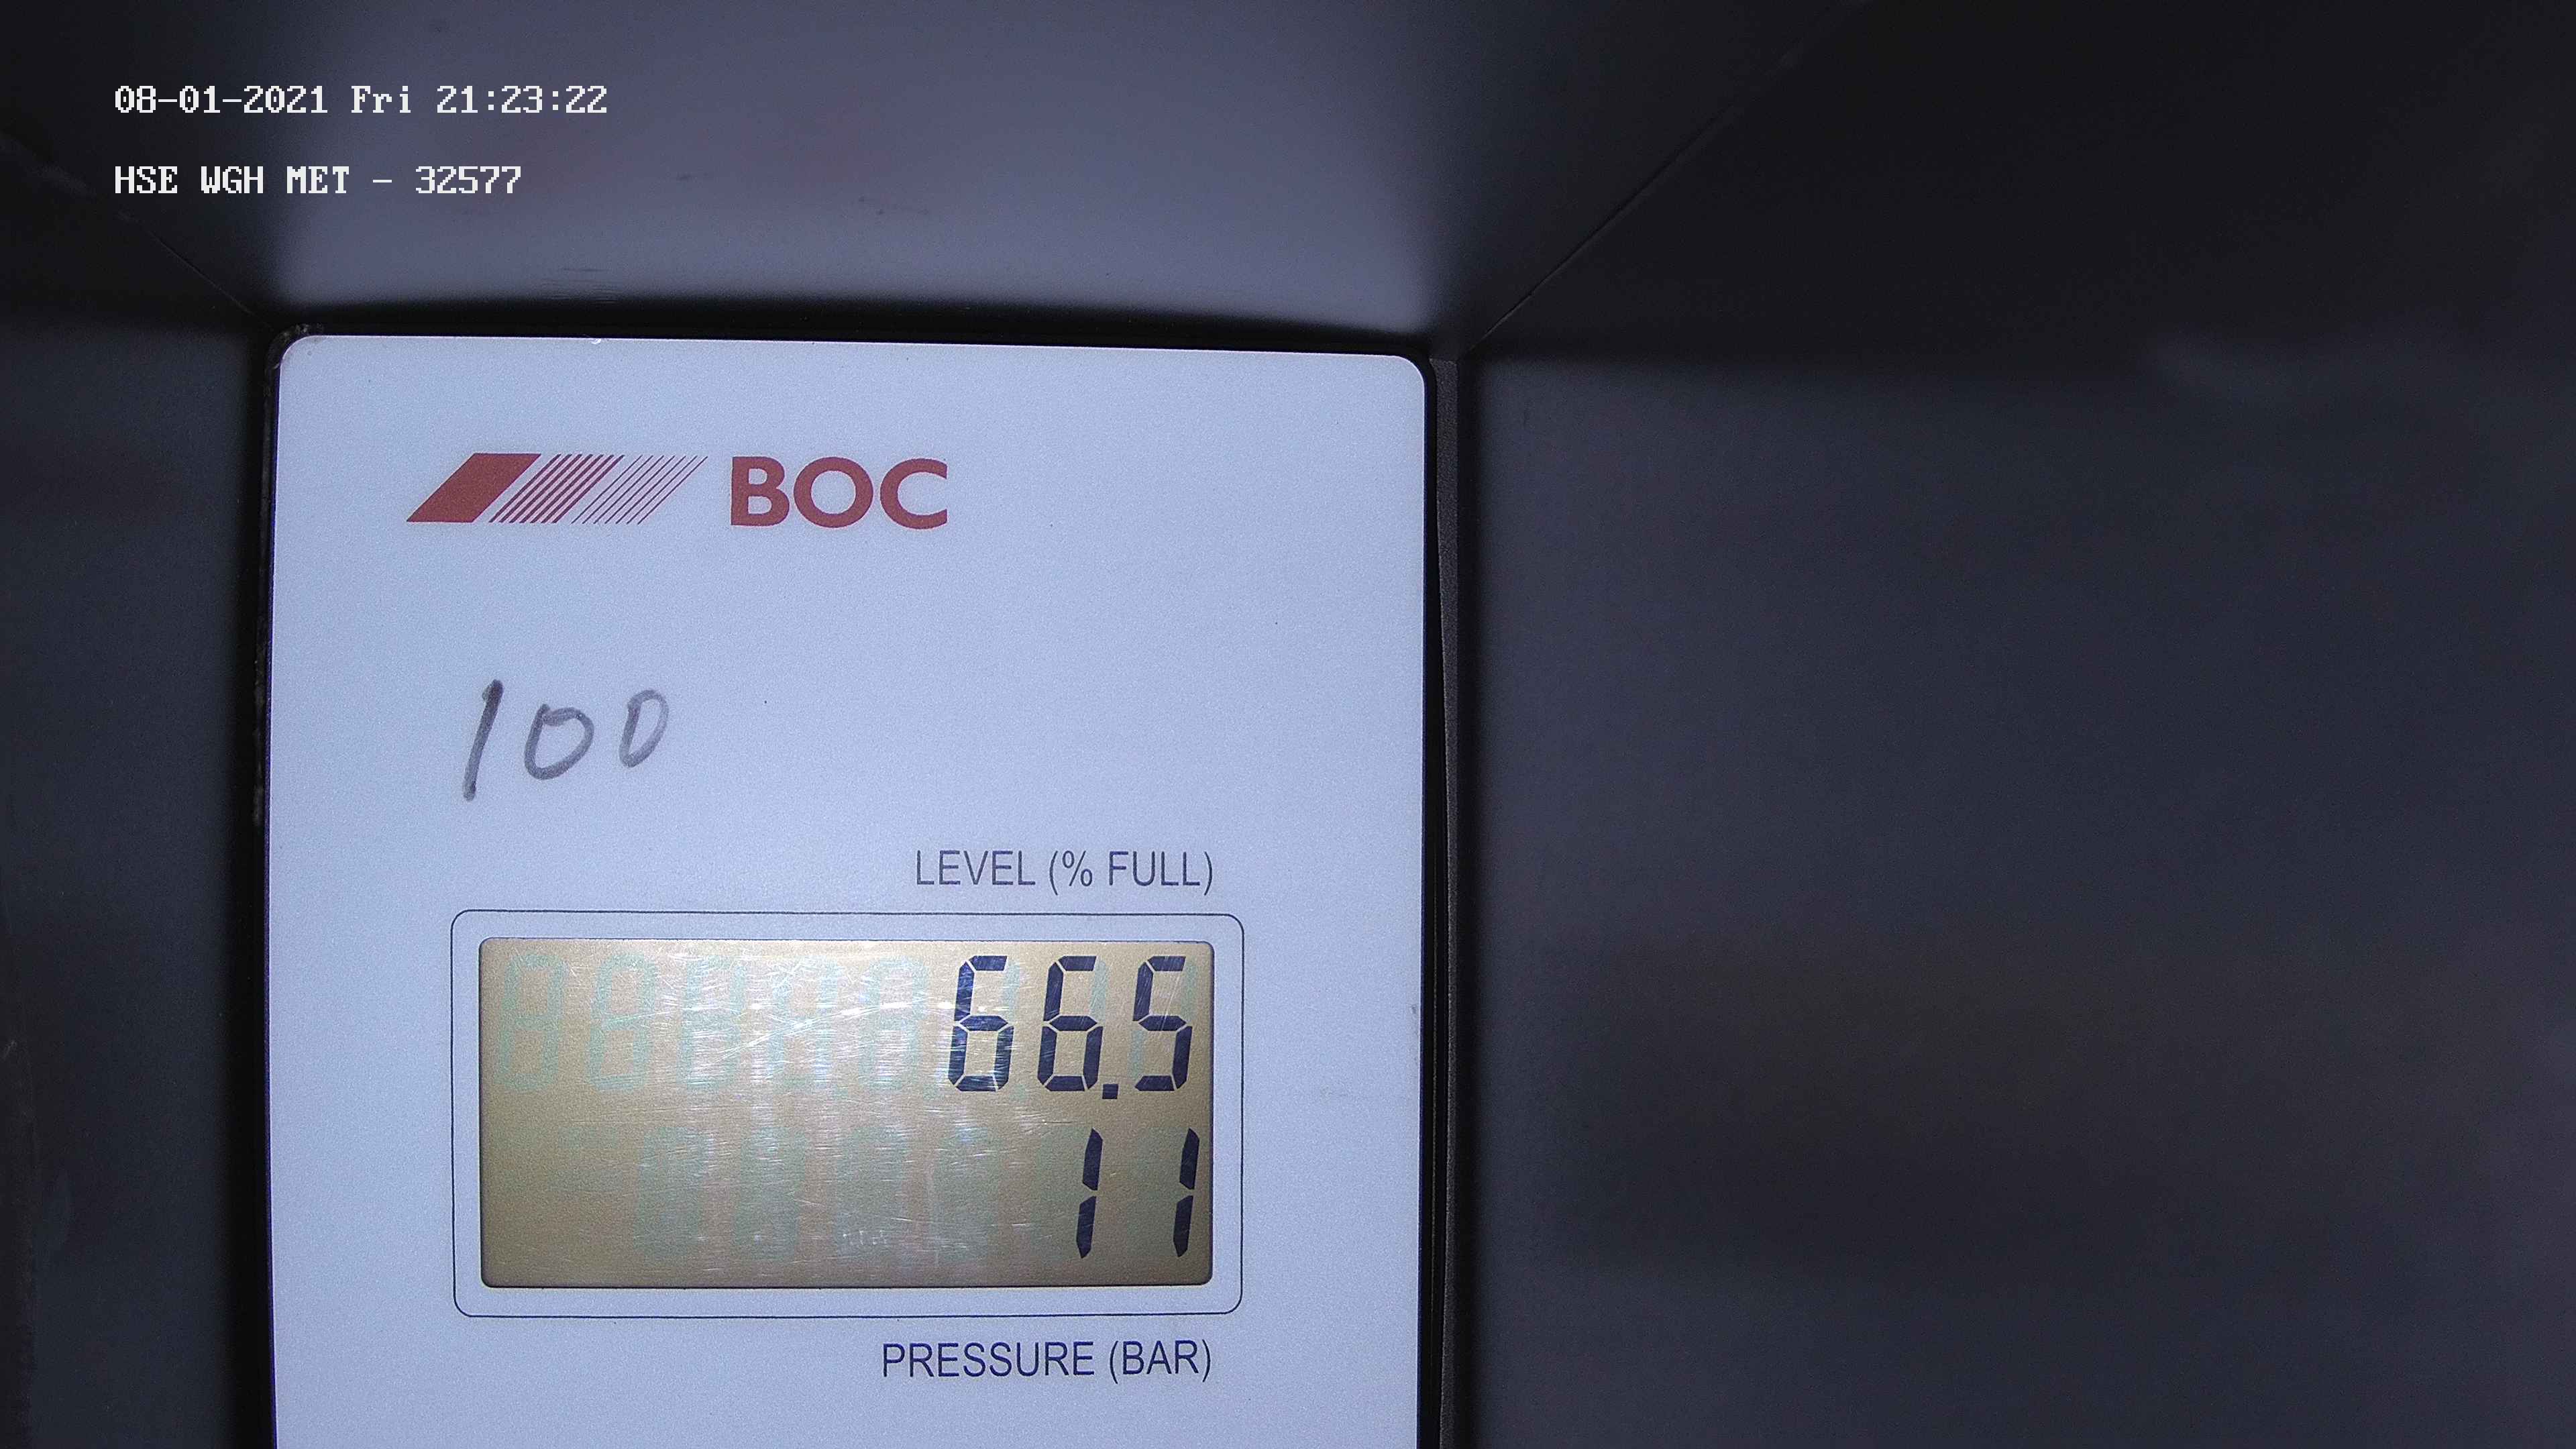 08-01-2021 Fri 21:23:22
HSE WGH MET - 32577
BOC
100
LEVEL (% FULL)
66.5
11
PRESSURE (BAR)